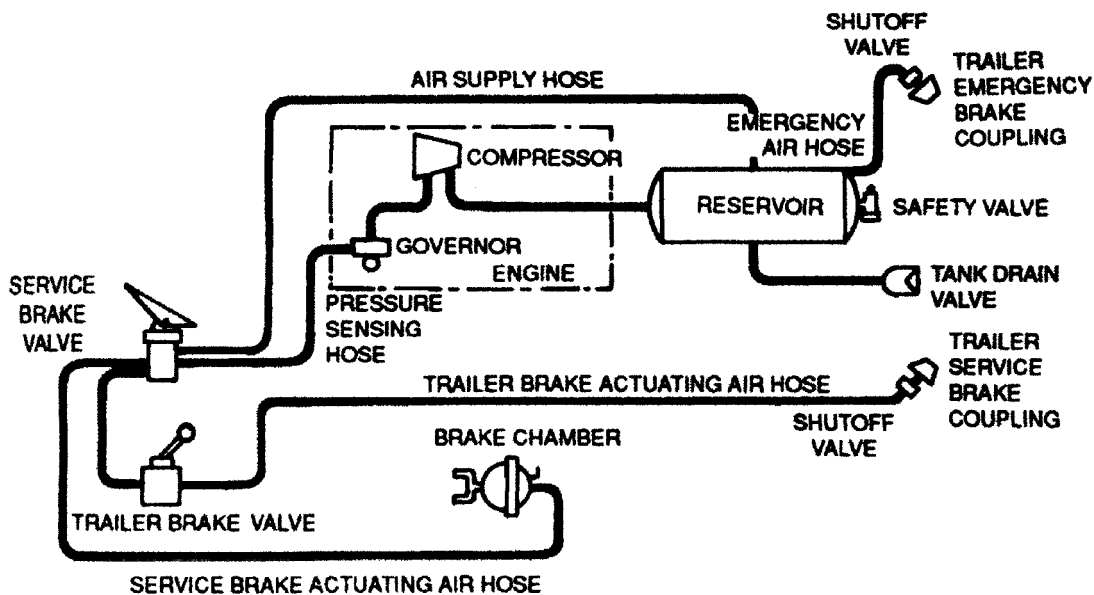 SHUTOFF
VALVE
TRAILER
EMERGENCY
BRAKE
COUPLING
AIR SUPPLY HOSE
EMERGENCY
AIR HOSE
COMPRESSOR
RESERVOIR
SAFETY VALVE
GOVERNOR
ENGINE
TANK DRAIN
VALVE
SERVICE
BRAKE
VALVE
PRESSURE
SENSING
HOSE
TRAILER
SERVICE
BRAKE
COUPLING
TRAILER BRAKE ACTUATING AIR HOSE
SHUTOFF
VALVE
BRAKE CHAMBER
TRAILER BRAKE VALVE
SERVICE BRAKE ACTUATING AIR HOSE